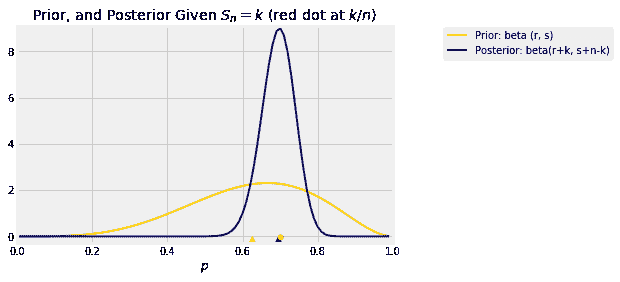 Prior, and Posterior Given Sn = k (red dot at k/n)
Prior: beta (r, s)
Posterior: beta(r+k, s+n-k)
8
6
4
2
0
0.0 0.2 0.4 0.6 0.8 1.0
p